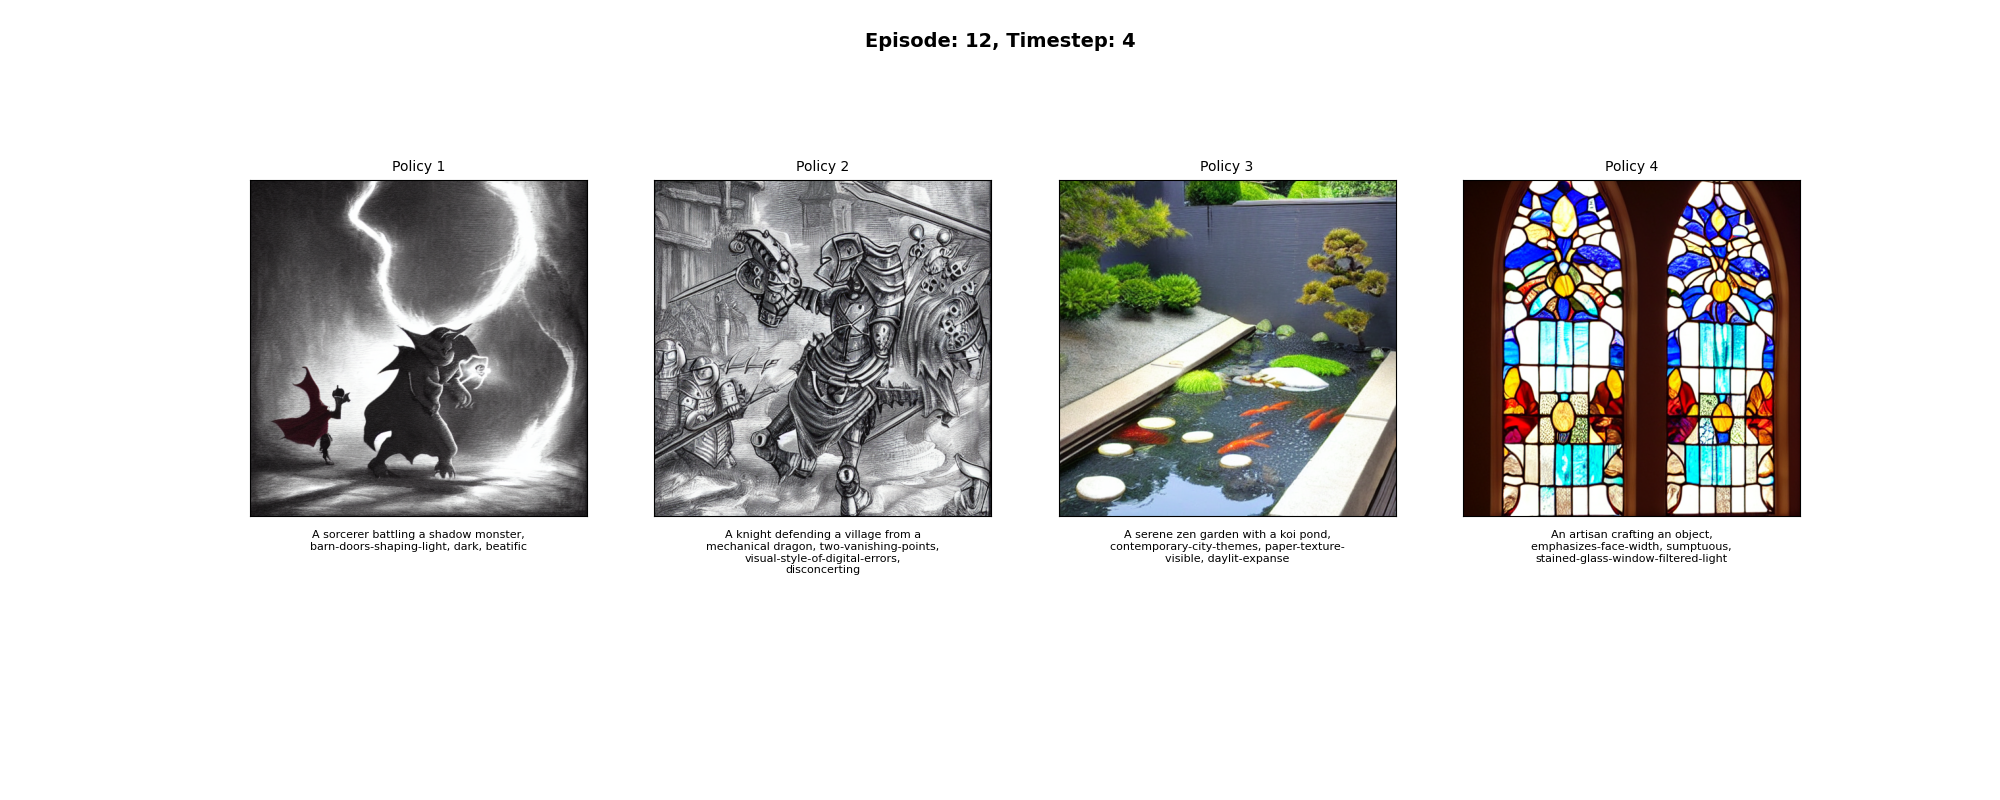 Episode: 12, Timestep: 4
Policy 1
Policy 2
Policy 3
Policy 4
A sorcerer battling a shadow monster,
barn-doors-shaping-light, dark, beatific
A knight defending a village from a
mechanical dragon, two-vanishing-points,
visual-style-of-digital-errors,
disconcerting
A serene zen garden with a koi pond,
contemporary-city-themes, paper-texture-
visible, daylit-expanse
An artisan crafting an object,
emphasizes-face-width, sumptuous,
stained-glass-window-filtered-light